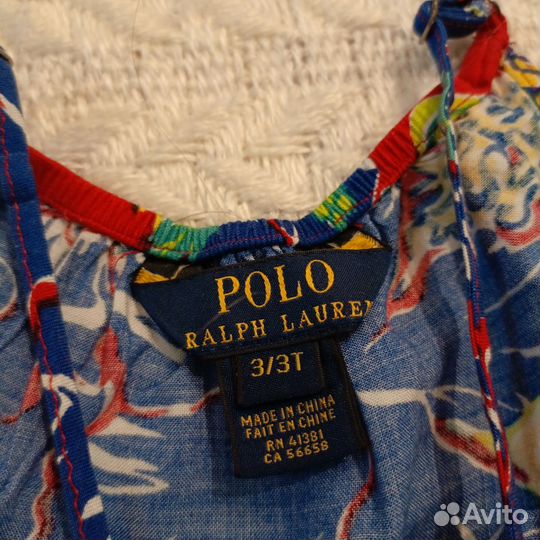 POLO
RALPH LAUREN
3/3T
MADE IN CHINA
FAIT EN CHINE
RN 41381
CA 56658
Avito